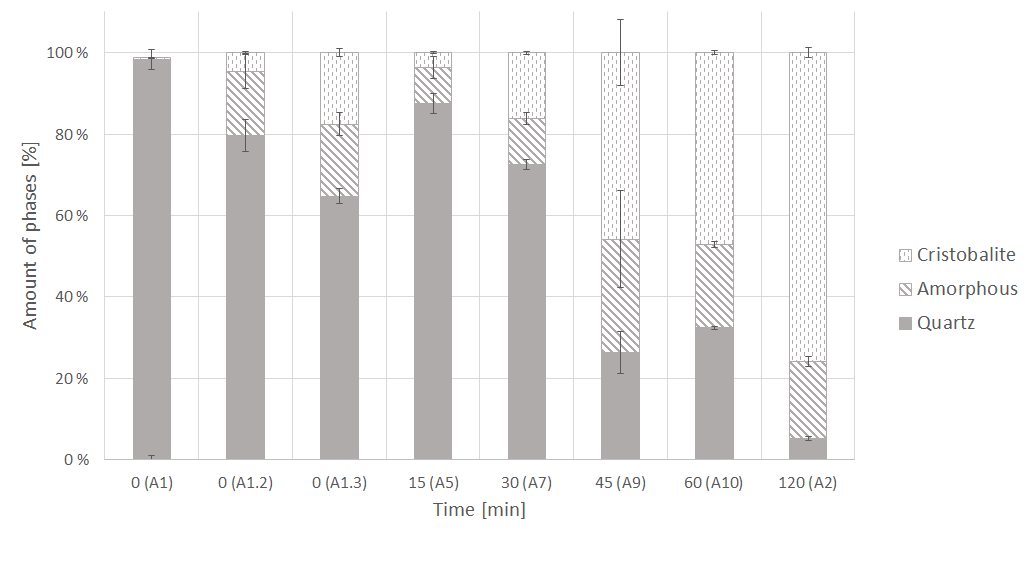 100 %
80 %
60 %
40 %
20 %
0 %
Amount of phases [%]
0 (A1)
0 (A1.2)
0 (A1.3)
15 (A5)
30 (A7)
45 (A9)
60 (A10)
120 (A2)
Time [min]
Cristobalite
Amorphous
Quartz